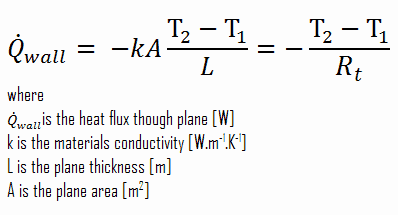 Q̇wall = −kA (T₂ − T₁)/L = − (T₂ − T₁)/Rₜ
where
Q̇wall is the heat flux though plane [W]
k is the materials conductivity [W.m⁻¹.K⁻¹]
L is the plane thickness [m]
A is the plane area [m²]